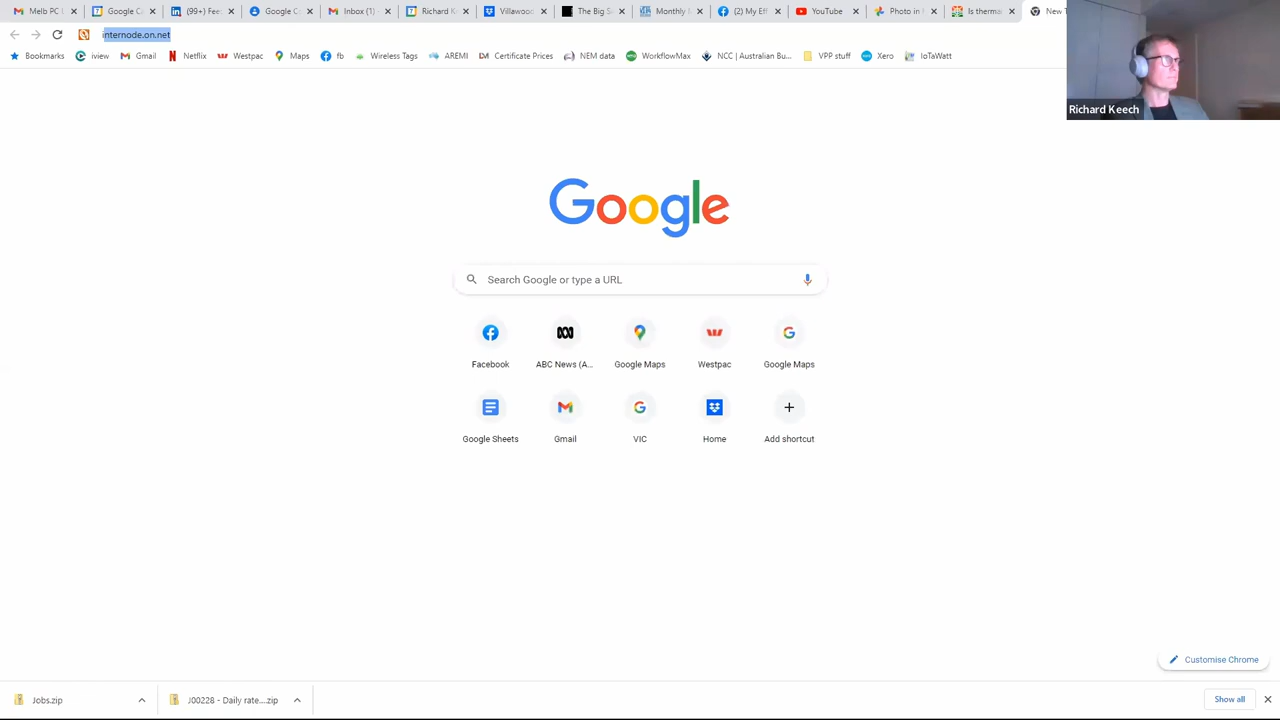 Melb PC
Google C
(99+) Fee
Google C
Inbox (1)
Richard K
Villawoo
The Big S
Monthly
(2) My Eff
YouTube
Photo in
Is therma
New T
internode.on.net
Bookmarks
iview
Gmail
Netflix
Westpac
Maps
fb
Wireless Tags
AREMI
Certificate Prices
NEM data
WorkflowMax
NCC | Australian Bu...
VPP stuff
Xero
IoTaWatt
Richard Keech
Google
Search Google or type a URL
Facebook
ABC News (A...
Google Maps
Westpac
Google Maps
Google Sheets
Gmail
VIC
Home
Add shortcut
Customise Chrome
Jobs.zip
J00228 - Daily rate....zip
Show all